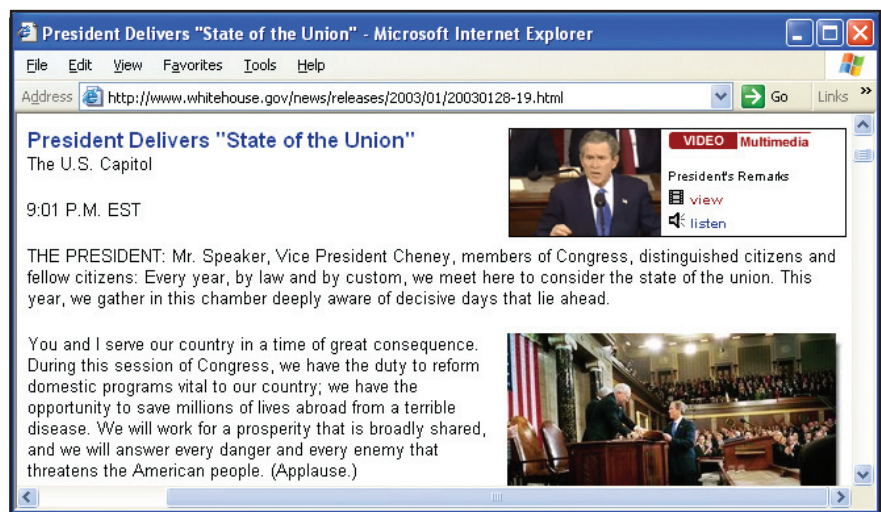 President Delivers "State of the Union" - Microsoft Internet Explorer
File Edit View Favorites Tools Help
Address http://www.whitehouse.gov/news/releases/2003/01/20030128-19.html Go Links »
President Delivers "State of the Union"
The U.S. Capitol
9:01 P.M. EST
VIDEO Multimedia
President's Remarks
view
listen
THE PRESIDENT: Mr. Speaker, Vice President Cheney, members of Congress, distinguished citizens and
fellow citizens: Every year, by law and by custom, we meet here to consider the state of the union. This
year, we gather in this chamber deeply aware of decisive days that lie ahead.
You and I serve our country in a time of great consequence.
During this session of Congress, we have the duty to reform
domestic programs vital to our country; we have the
opportunity to save millions of lives abroad from a terrible
disease. We will work for a prosperity that is broadly shared,
and we will answer every danger and every enemy that
threatens the American people. (Applause.)